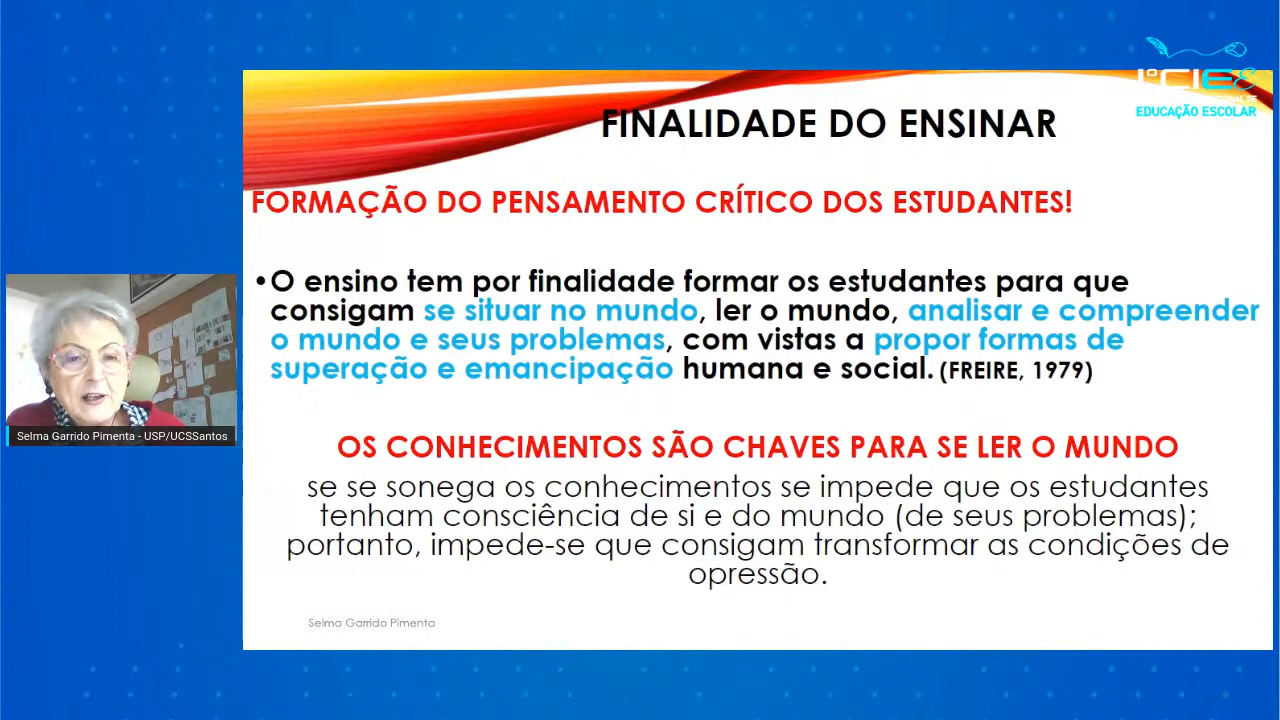 1º CIEE
EDUCAÇÃO ESCOLAR
FINALIDADE DO ENSINAR
FORMAÇÃO DO PENSAMENTO CRÍTICO DOS ESTUDANTES!
•O ensino tem por finalidade formar os estudantes para que
consigam se situar no mundo, ler o mundo, analisar e compreender
o mundo e seus problemas, com vistas a propor formas de
superação e emancipação humana e social. (FREIRE, 1979)
OS CONHECIMENTOS SÃO CHAVES PARA SE LER O MUNDO
se se sonega os conhecimentos se impede que os estudantes
tenham consciência de si e do mundo (de seus problemas);
portanto, impede-se que consigam transformar as condições de
opressão.
Selma Garrido Pimenta
Selma Garrido Pimenta - USP/UCSSantos